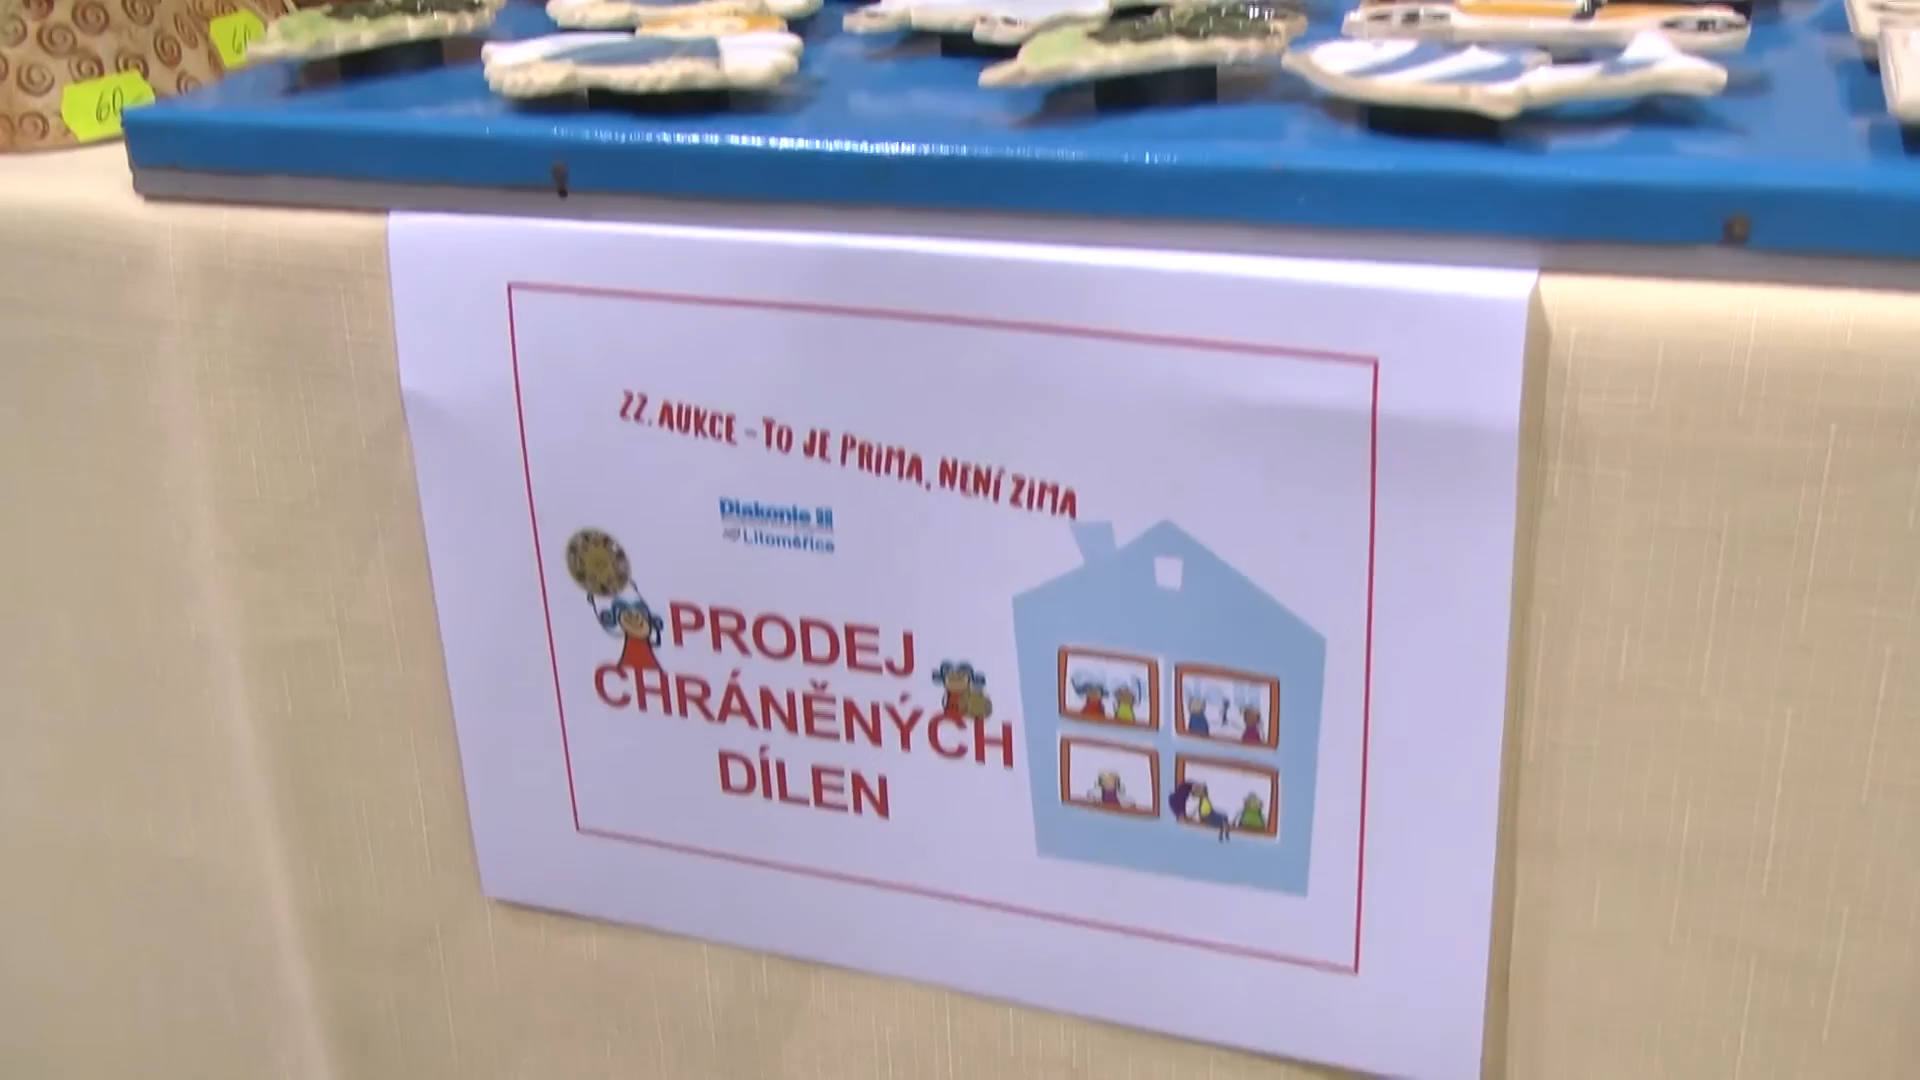 60
60
22. AUKCE - TO JE PRIMA, NENÍ ZIMA
Diakonie
Litoměřice
PRODEJ
CHRÁNĚNÝCH
DÍLEN